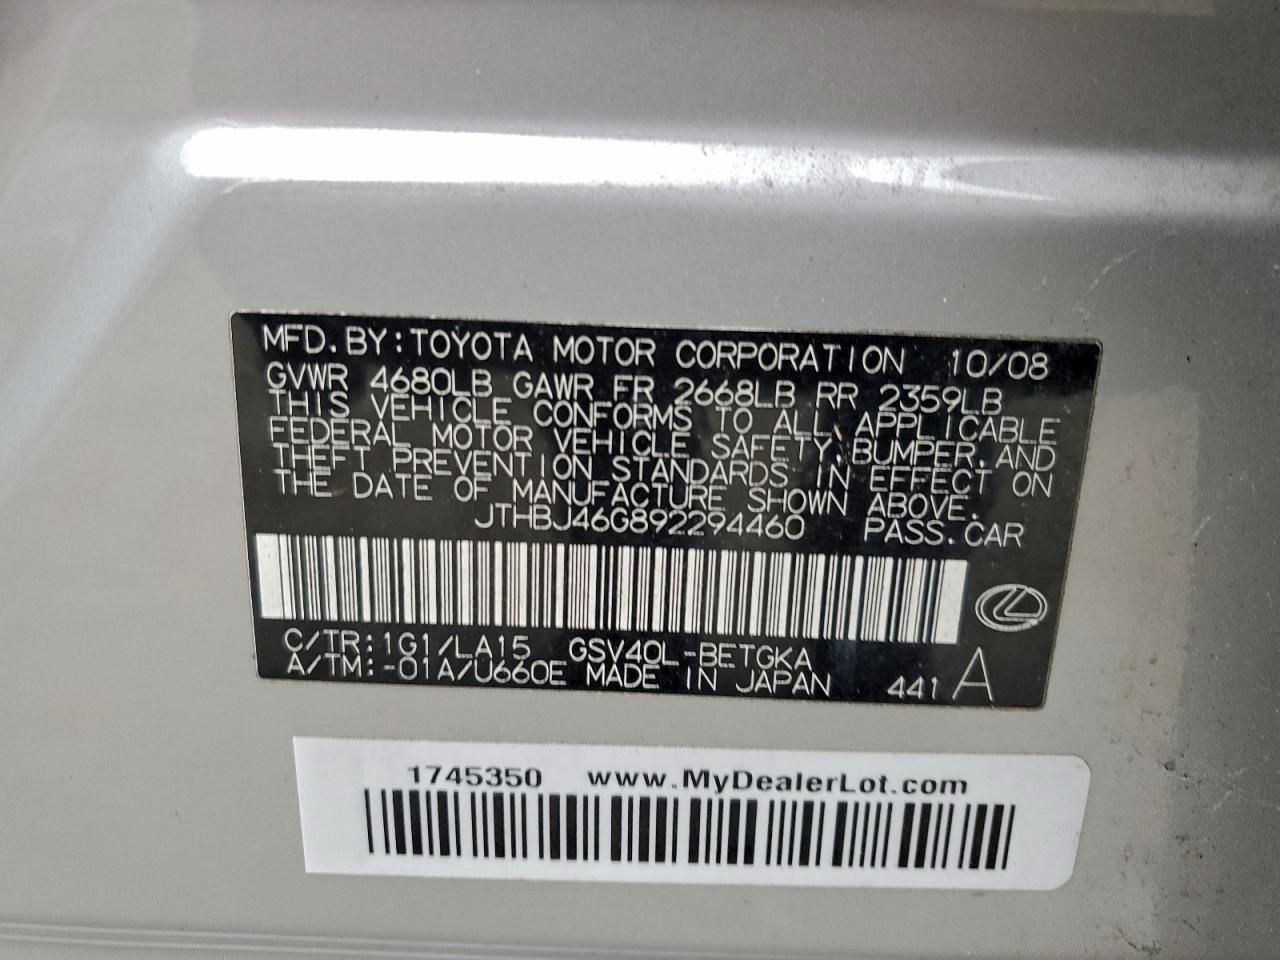 MFD. BY: TOYOTA MOTOR CORPORATION 10/08
GVWR 4680LB GAWR FR 2668LB RR 2359LB
THIS VEHICLE CONFORMS TO ALL APPLICABLE
FEDERAL MOTOR VEHICLE SAFETY, BUMPER, AND
THEFT PREVENTION STANDARDS IN EFFECT ON
THE DATE OF MANUFACTURE SHOWN ABOVE.
JTHBJ46G892294460 PASS. CAR
C/TR: 1G1/LA15 GSV40L-BETGKA
A/TM: -01A/U660E MADE IN JAPAN 441 A
1745350 www.MyDealerLot.com